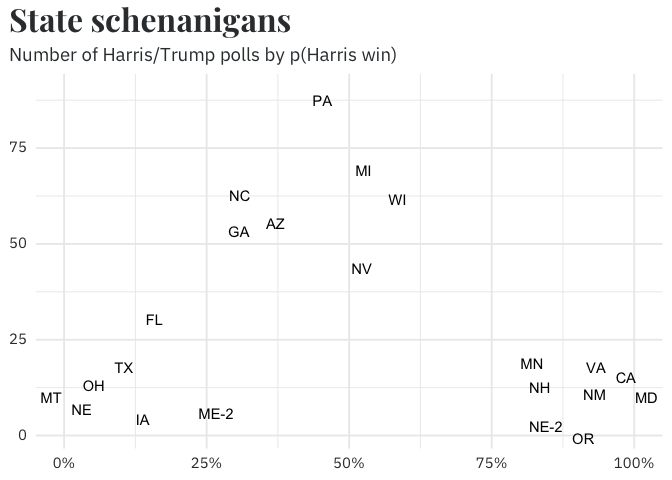 State schenanigans
Number of Harris/Trump polls by p(Harris win)
PA
75
MI
NC
WI
AZ
GA
50
NV
FL
25
MN
TX
VA
CA
OH
NH
NM
MT
MD
NE
ME-2
IA
NE-2
0
OR
0%
25%
50%
75%
100%